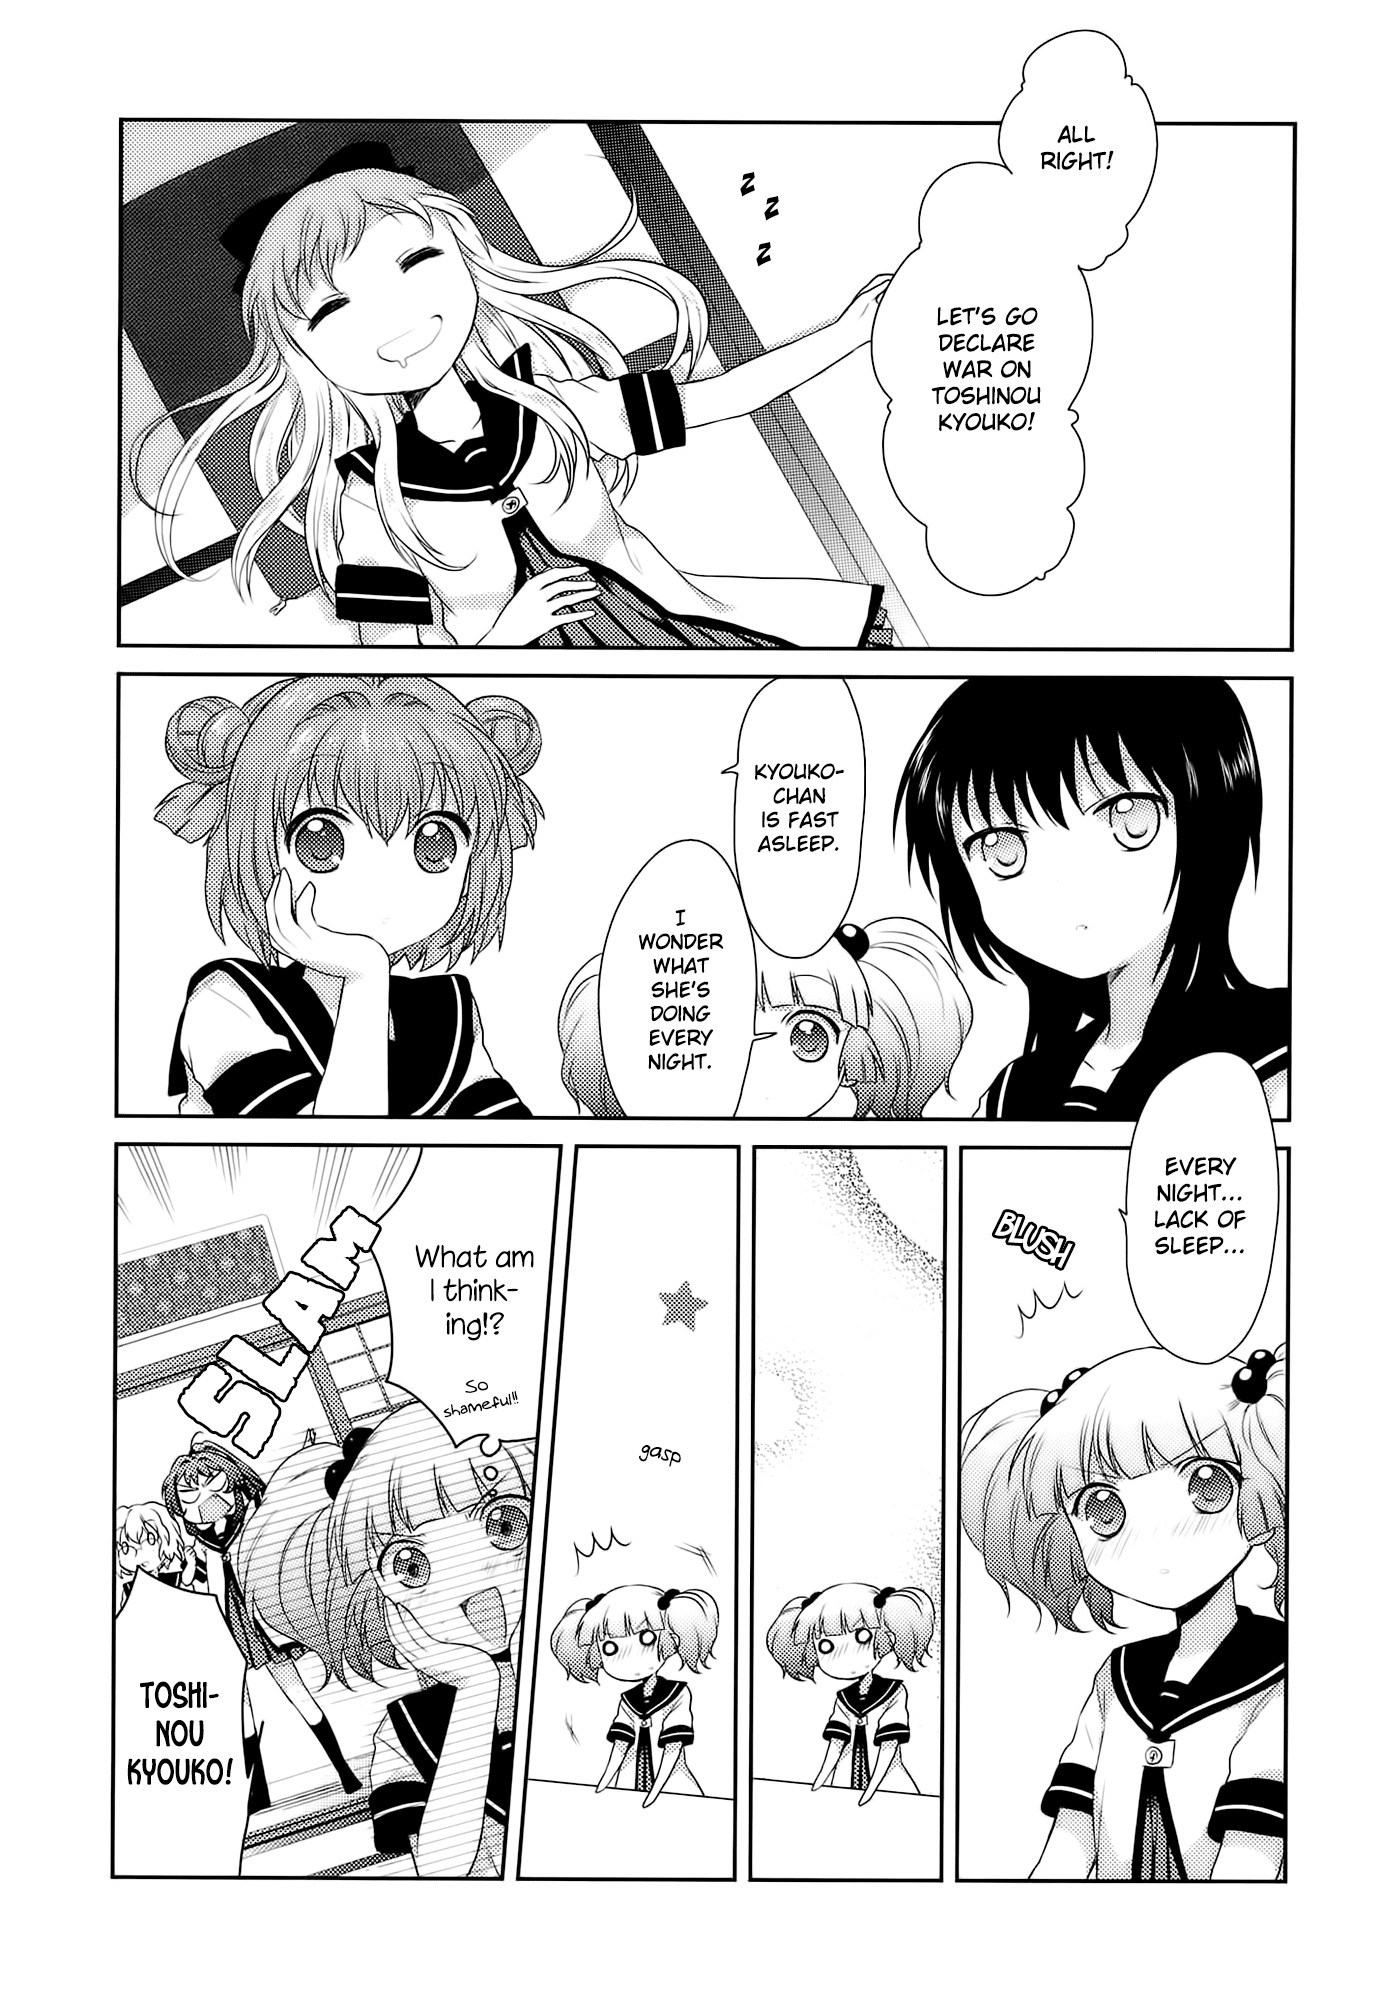 ALL
RIGHT!
LET'S GO
DECLARE
WAR ON
TOSHINOU
KYOUKO!
Z
Z
Z
KYOUKO-
CHAN
IS FAST
ASLEEP.
I
WONDER
WHAT
SHE'S
DOING
EVERY
NIGHT.
EVERY
NIGHT...
LACK OF
SLEEP...
BLUSH
gasp
What am
I think-
ing!?
So
shameful!!
SLAM
TOSHI-
NOU
KYOUKO!